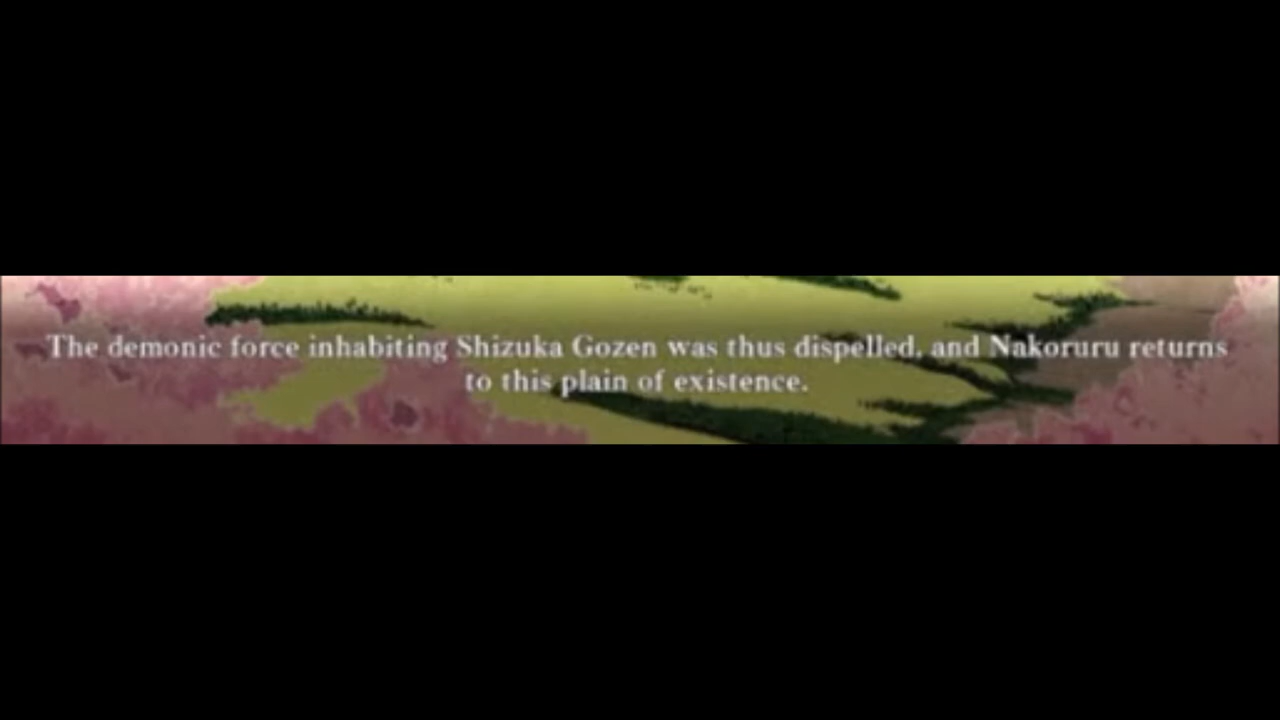 The demonic force inhabiting Shizuka Gozen was thus dispelled, and Nakoruru returns
to this plain of existence.